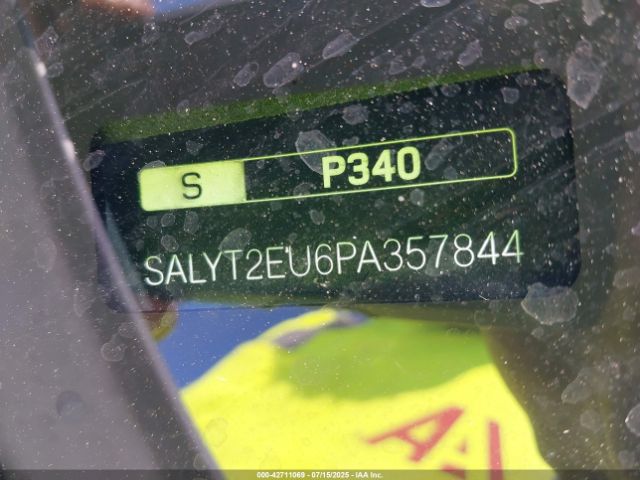 S P340
SALYT2EU6PA357844
000-42711069 - 07/15/2025 - IAA Inc.